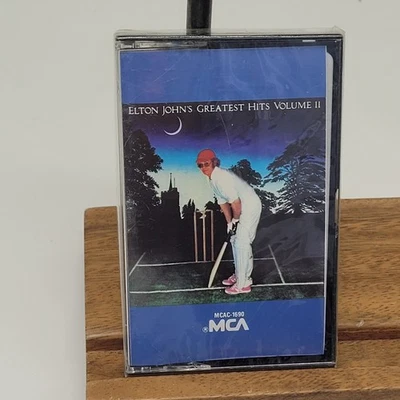 ELTON JOHN'S GREATEST HITS VOLUME II
MCAC-1690
℗MCA